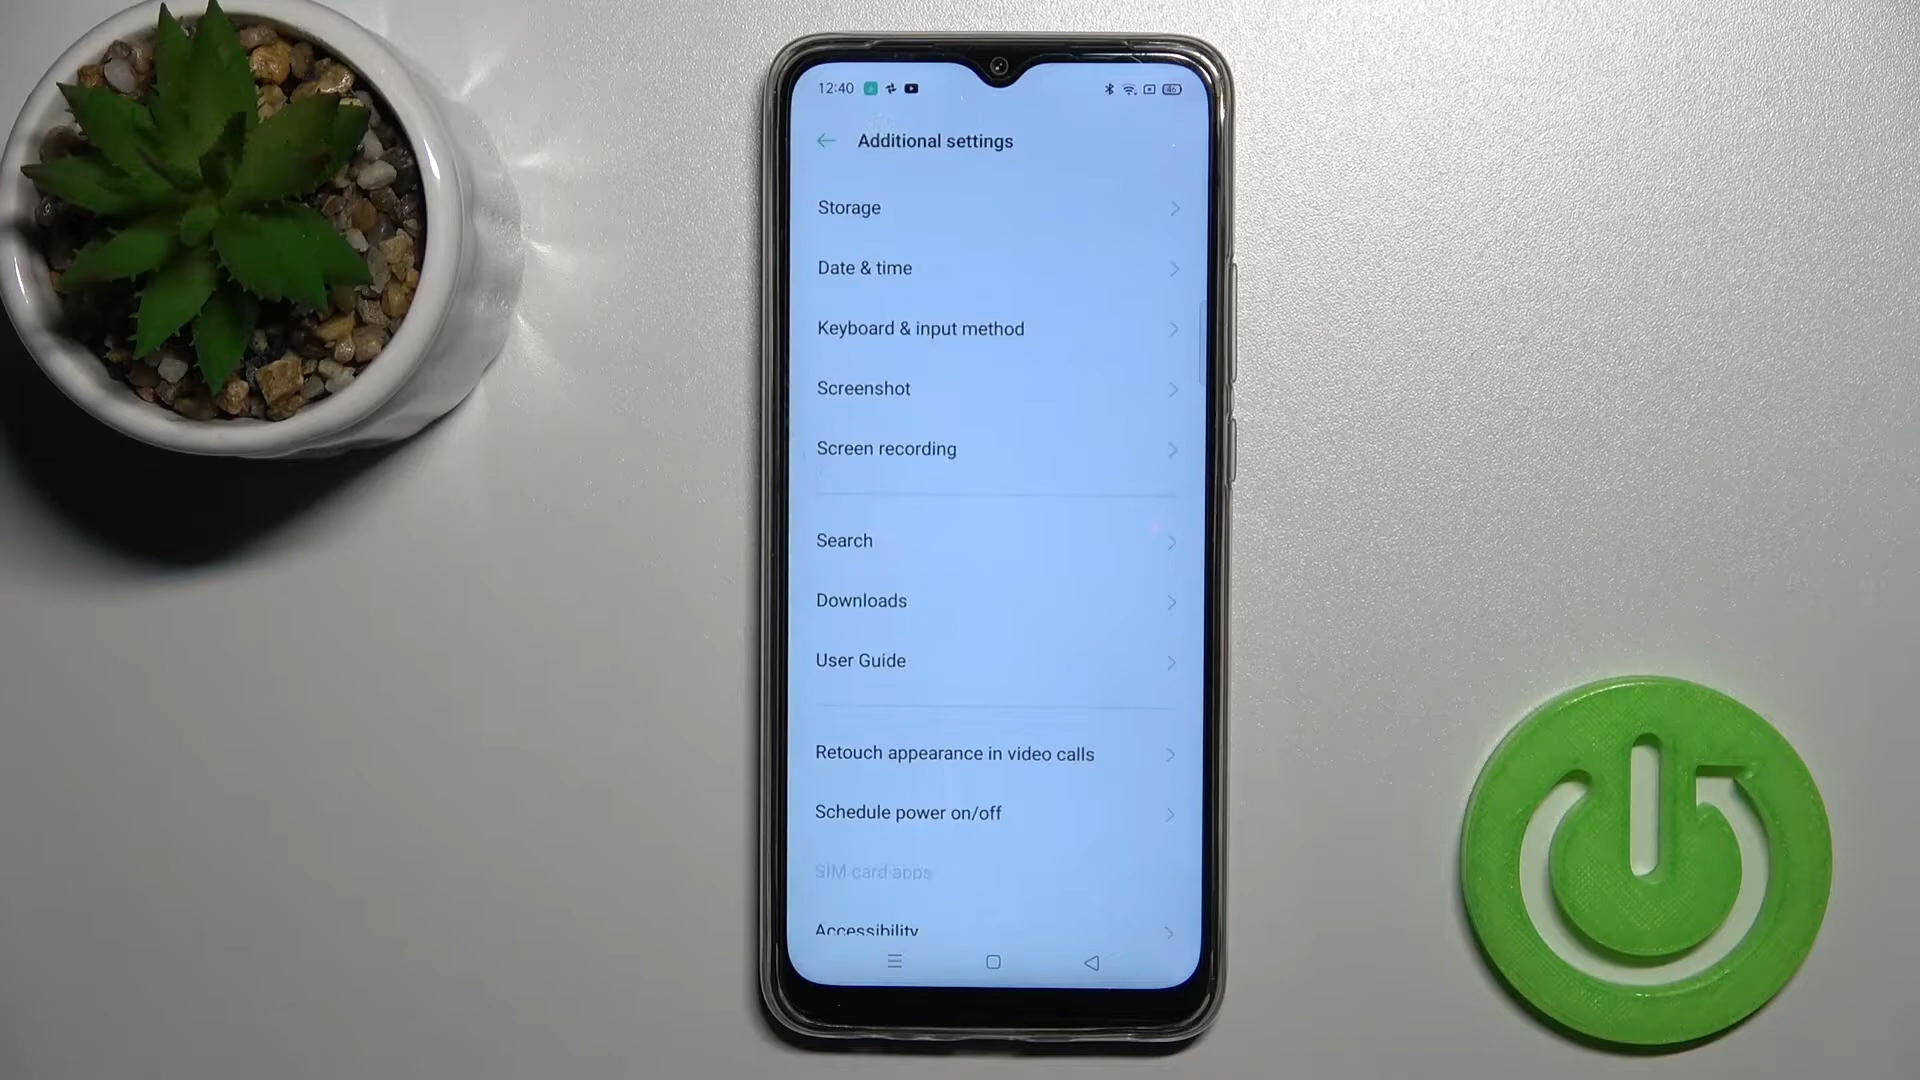 12:40
46
Additional settings
Storage
Date & time
Keyboard & input method
Screenshot
Screen recording
Search
Downloads
User Guide
Retouch appearance in video calls
Schedule power on/off
SIM card apps
Accessibility